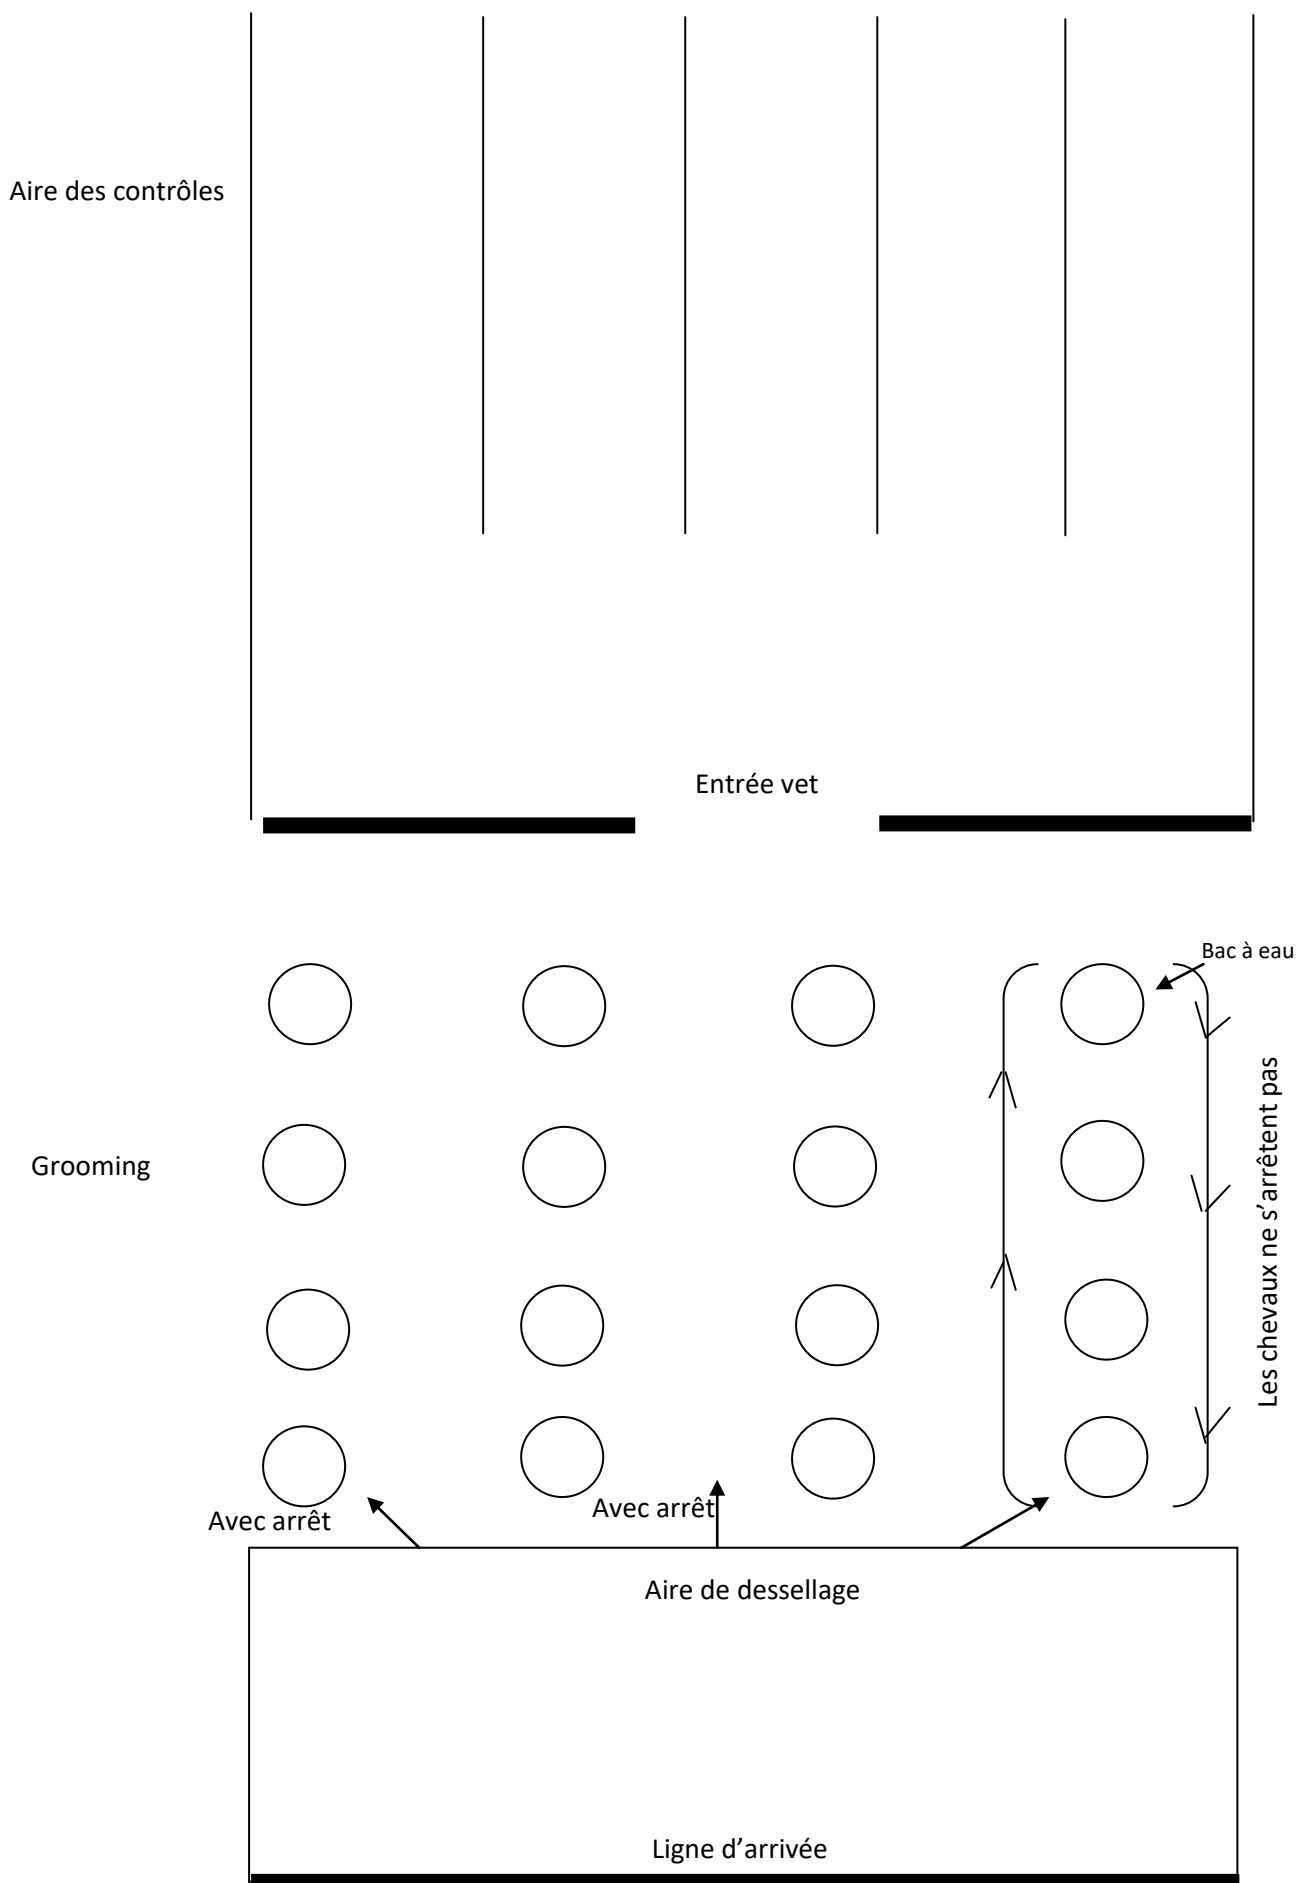 Aire des contrôles
Entrée vet
Bac à eau
Les chevaux ne s’arrêtent pas
Grooming
Avec arrêt
Avec arrêt
Aire de dessellage
Ligne d’arrivée